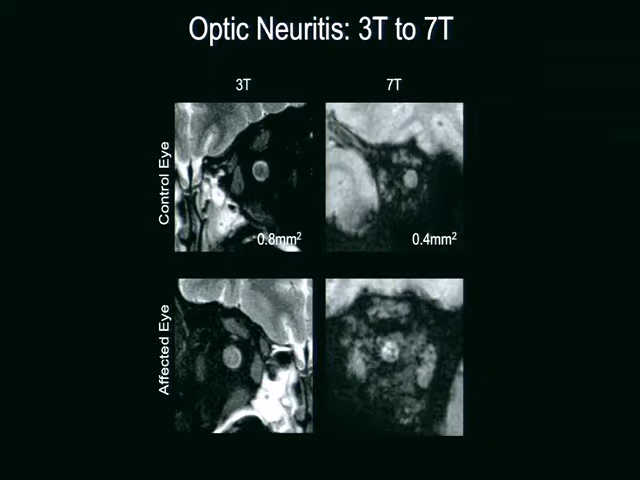 Optic Neuritis: 3T to 7T
3T
7T
Control Eye
0.8mm²
0.4mm²
Affected Eye